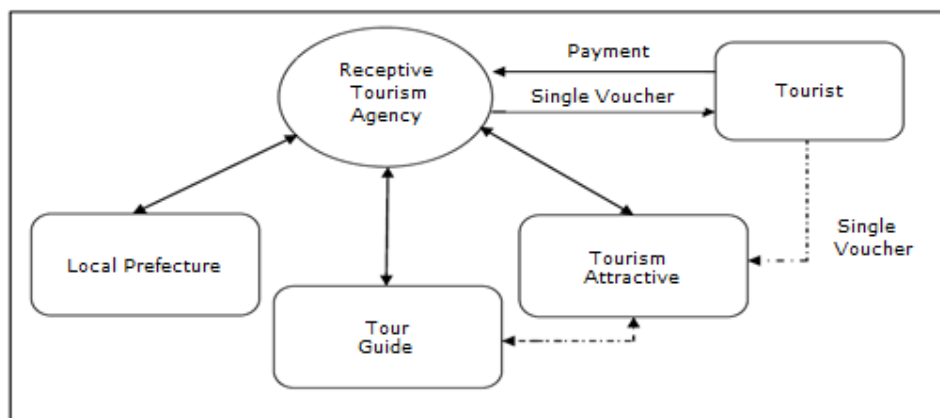 Receptive
Tourism
Agency
Payment
Single Voucher
Tourist
Single
Voucher
Local Prefecture
Tourism
Attractive
Tour
Guide